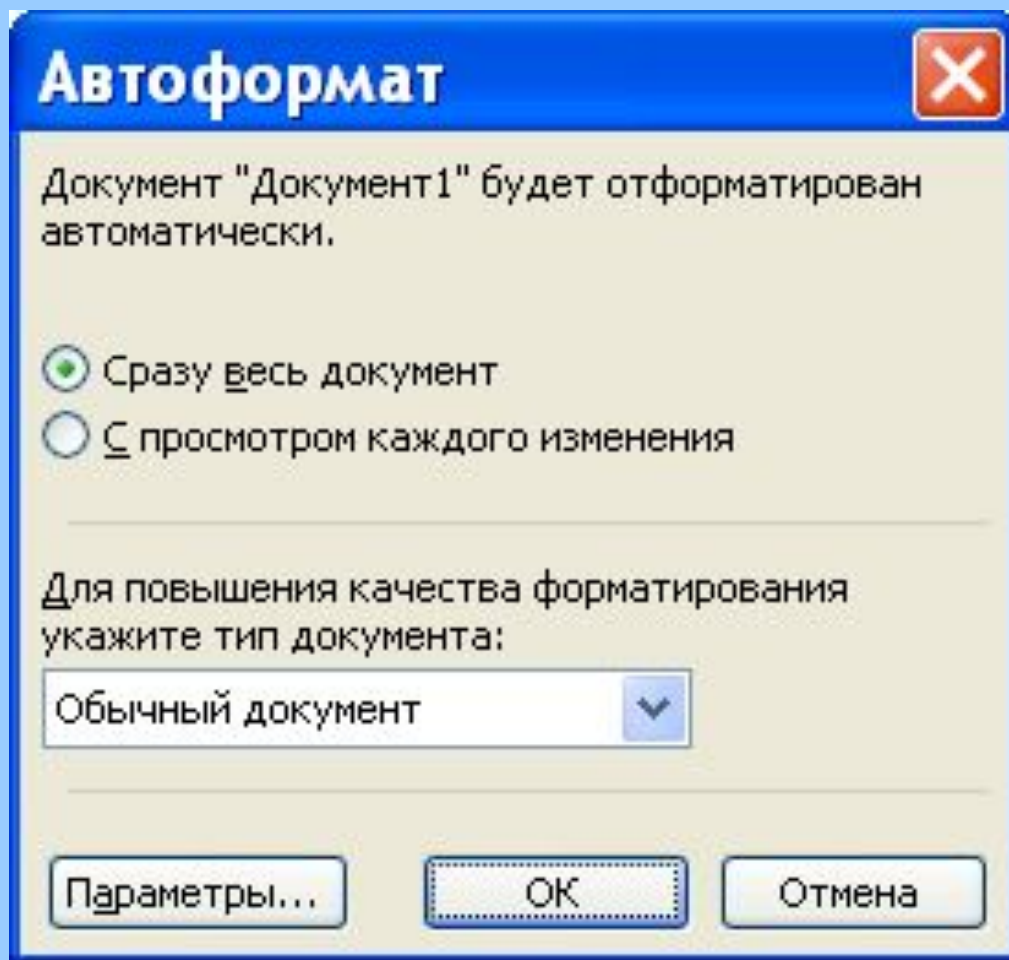 Автоформат
Документ "Документ1" будет отформатирован
автоматически.
Сразу весь документ
С просмотром каждого изменения
Для повышения качества форматирования
укажите тип документа:
Обычный документ
Параметры... ОК Отмена